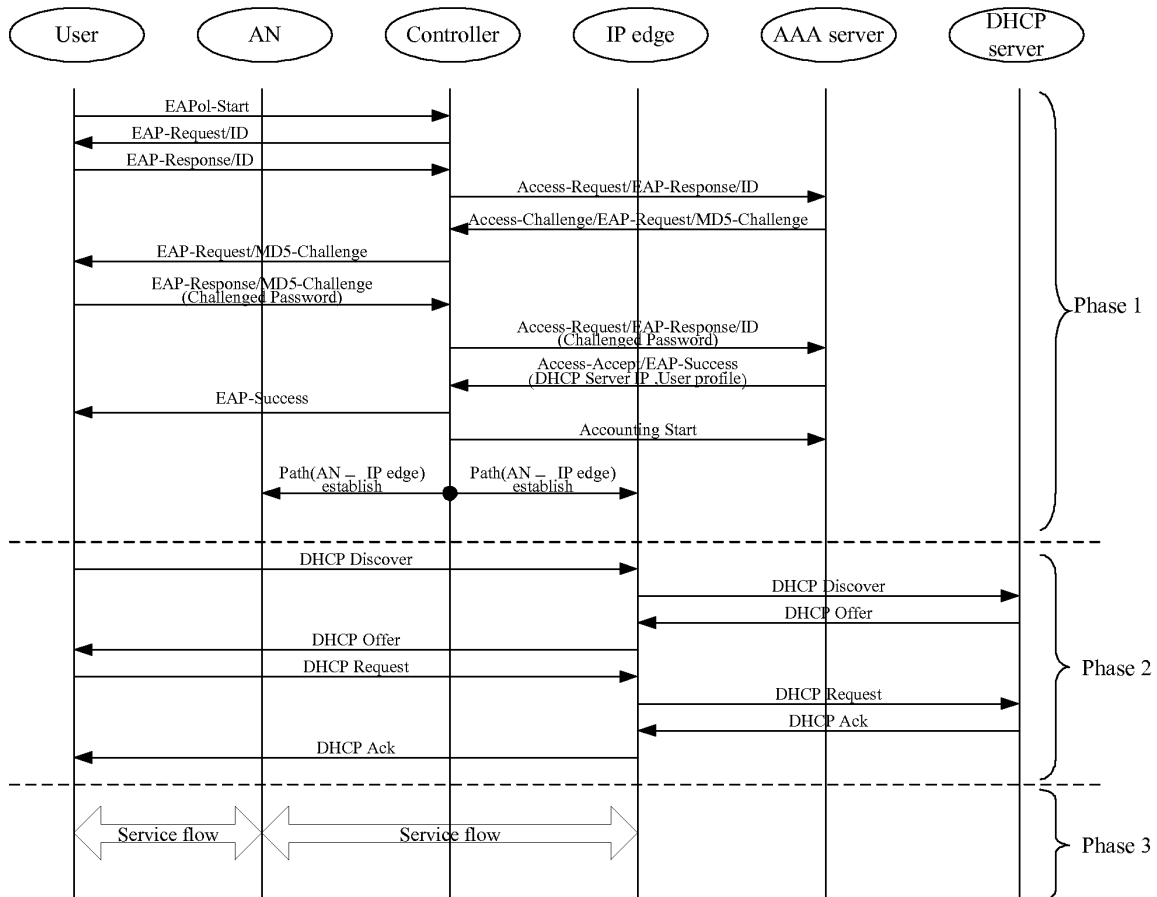 User
AN
Controller
IP edge
AAA server
DHCP
server
EAPol-Start
EAP-Request/ID
EAP-Response/ID
Access-Request/EAP-Response/ID
Access-Challenge/EAP-Request/MD5-Challenge
EAP-Request/MD5-Challenge
EAP-Response/MD5-Challenge
(Challenged Password)
Phase 1
Access-Request/EAP-Response/ID
(Challenged Password)
Access-Accept/EAP-Success
(DHCP Server IP ,User profile)
EAP-Success
Accounting Start
Path(AN – IP edge)
establish
Path(AN – IP edge)
establish
DHCP Discover
DHCP Discover
DHCP Offer
DHCP Offer
DHCP Request
Phase 2
DHCP Request
DHCP Ack
DHCP Ack
Service flow
Service flow
Phase 3